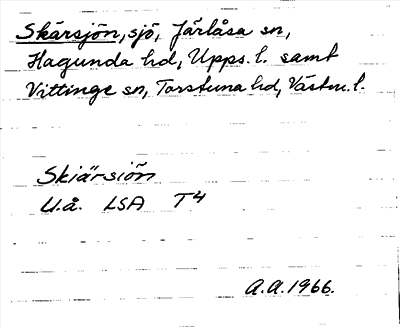 Skärsjön, sjö, Järlåsa sn,
Hagunda hd, Upps. l. samt
Vittinge sn, Torstuna hd, Västm. l.
Skiärsiön
U.å. LSA T4
A.A. 1966.